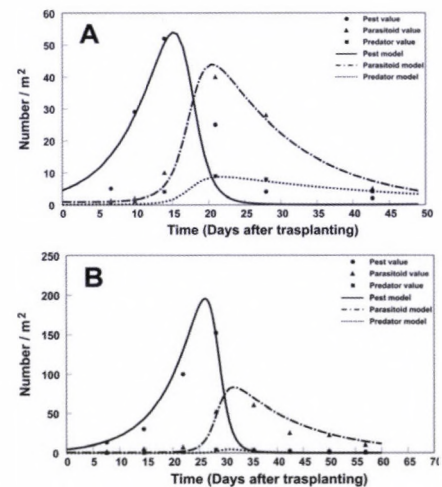 A
Number / m²
60
50
40
30
20
10
0
Pest value
Parasitoid value
Predator value
Pest model
Parasitoid model
Predator model
0 5 10 15 20 25 30 35 40 45 50
Time (Days after trasplanting)
B
Number / m²
250
200
150
100
50
0
Pest value
Parasitoid value
Predator value
Pest model
Parasitoid model
Predator model
0 5 10 15 20 25 30 35 40 45 50 55 60 65 70
Time (Days after trasplanting)